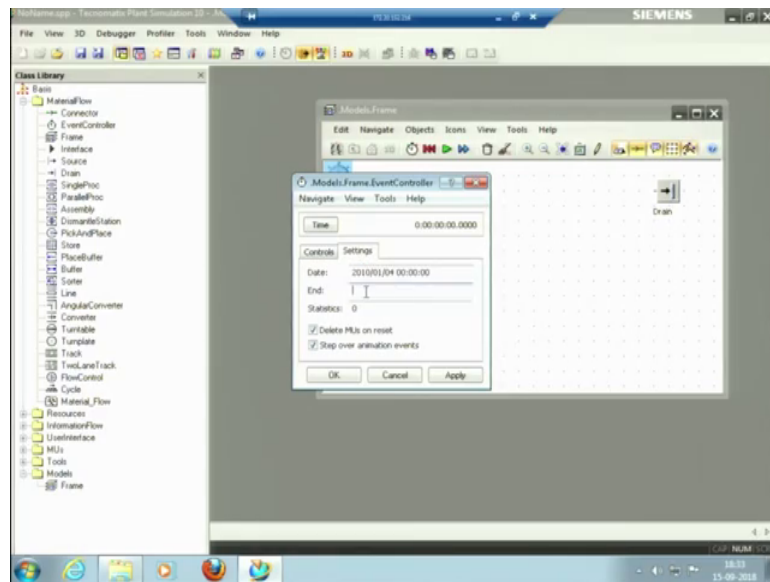 NoName.spp - Tecnomatix Plant Simulation 10 - .M
SIEMENS
File View 3D Debugger Profiler Tools Window Help
Class Library
Basis
MaterialFlow
Connector
EventController
Frame
Interface
Source
Drain
SingleProc
ParallelProc
Assembly
DismantleStation
PickAndPlace
Store
PlaceBuffer
Buffer
Sorter
Line
AngularConverter
Converter
Turntable
Turnplate
Track
TwoLaneTrack
FlowControl
Cycle
Material_Flow
Resources
InformationFlow
UserInterface
MUs
Tools
Models
Frame
.Models.Frame
Edit Navigate Objects Icons View Tools Help
Drain
.Models.Frame.EventController
Navigate View Tools Help
Time 0:00:00:00.0000
Controls Settings
Date: 2010/01/04 00:00:00
End:
Statistics: 0
Delete MUs on reset
Step over animation events
OK Cancel Apply
CAP NUM
18:33
15-09-2018